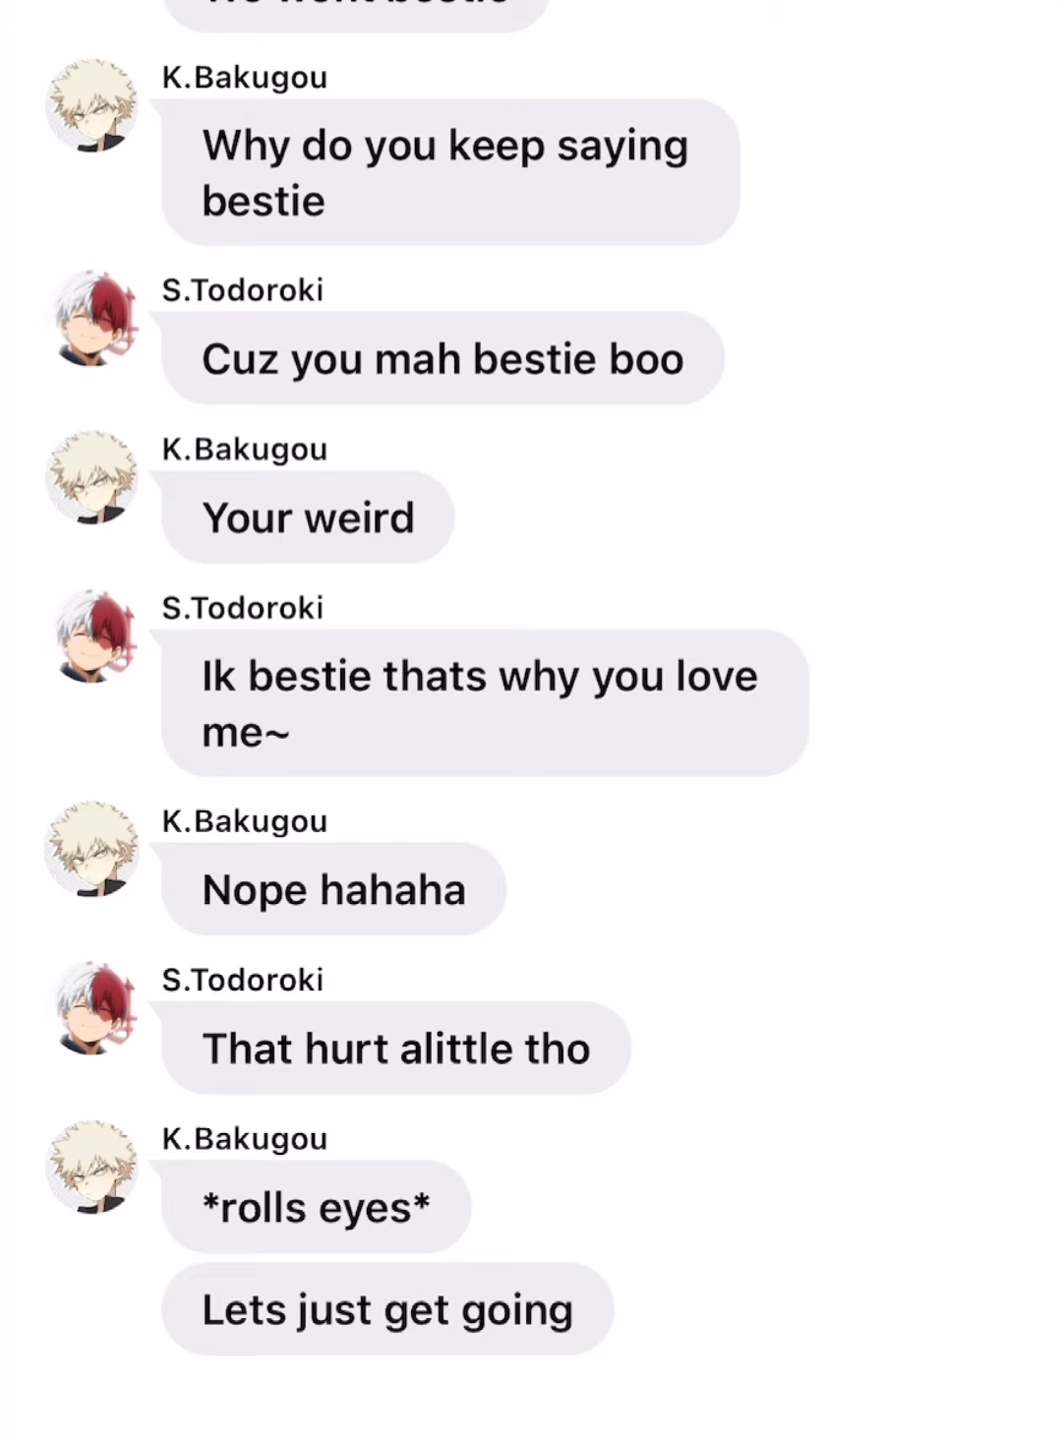 K.Bakugou
Why do you keep saying
bestie
S.Todoroki
Cuz you mah bestie boo
K.Bakugou
Your weird
S.Todoroki
Ik bestie thats why you love
me~
K.Bakugou
Nope hahaha
S.Todoroki
That hurt alittle tho
K.Bakugou
*rolls eyes*
Lets just get going